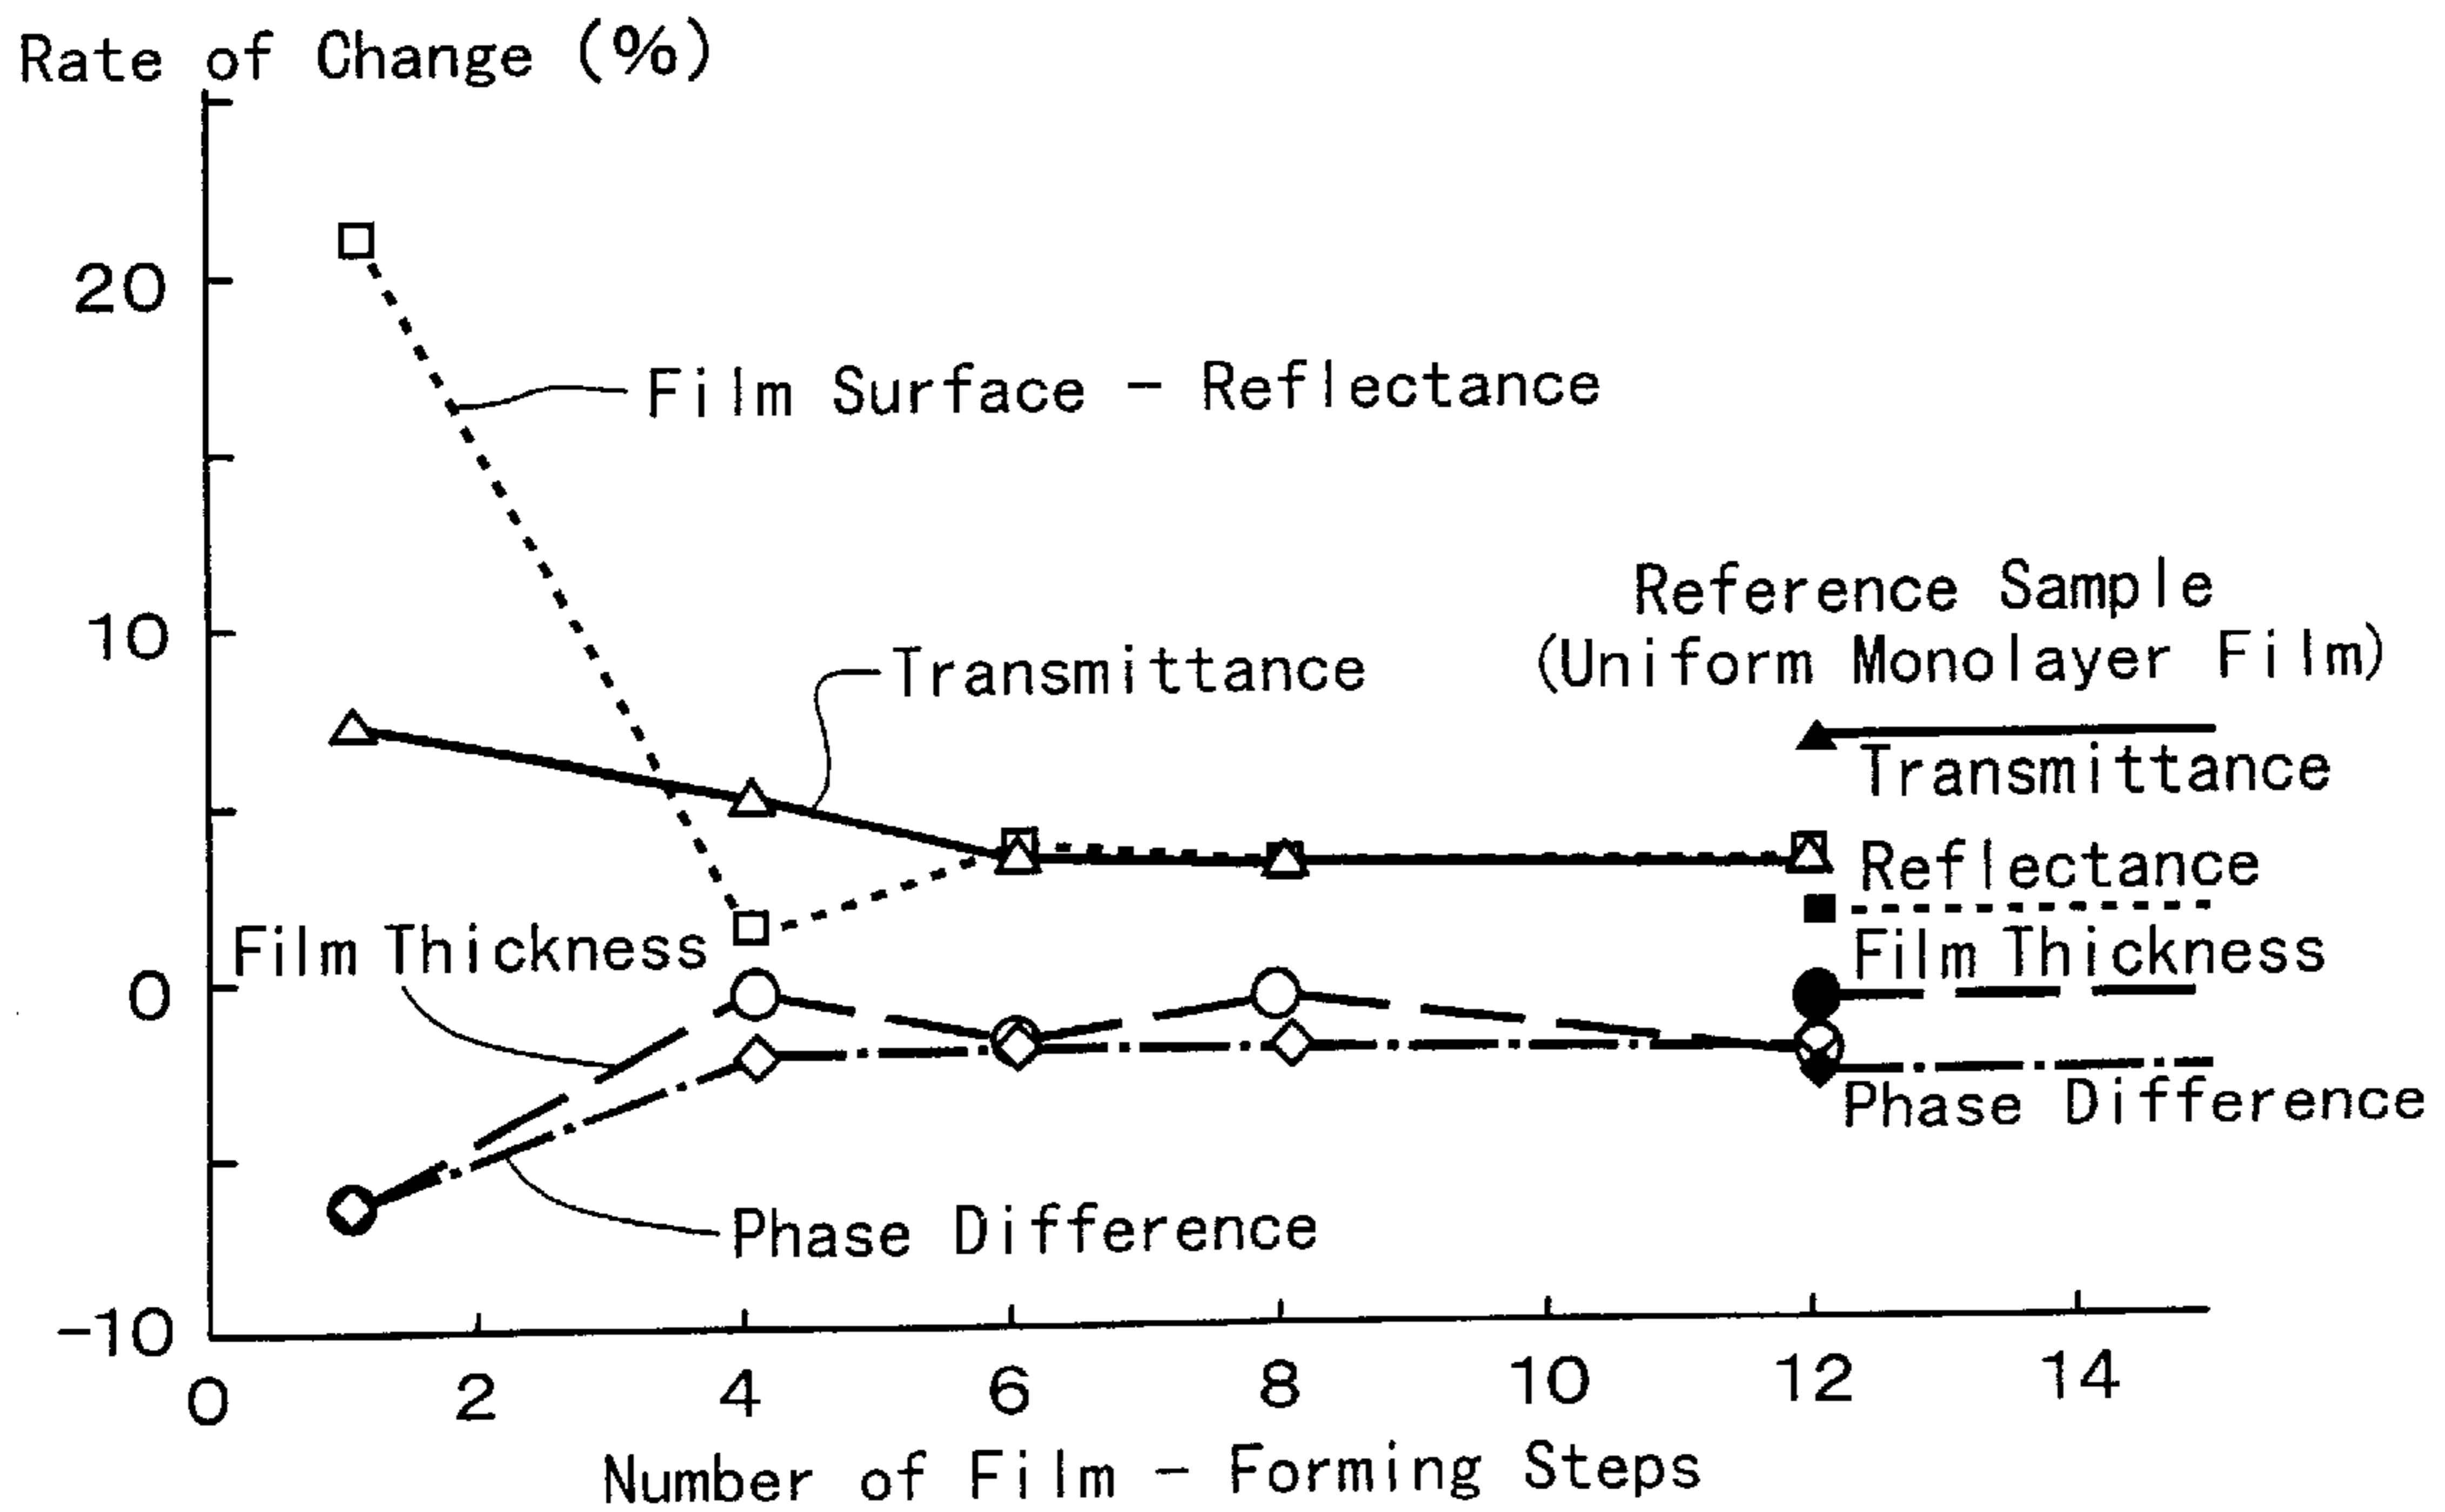 Rate of Change (%)
20
Film Surface - Reflectance
10
Reference Sample
(Uniform Monolayer Film)
Transmittance
Transmittance
Reflectance
Film Thickness
Film Thickness
0
Phase Difference
Phase Difference
-10
0 2 4 6 8 10 12 14
Number of Film - Forming Steps